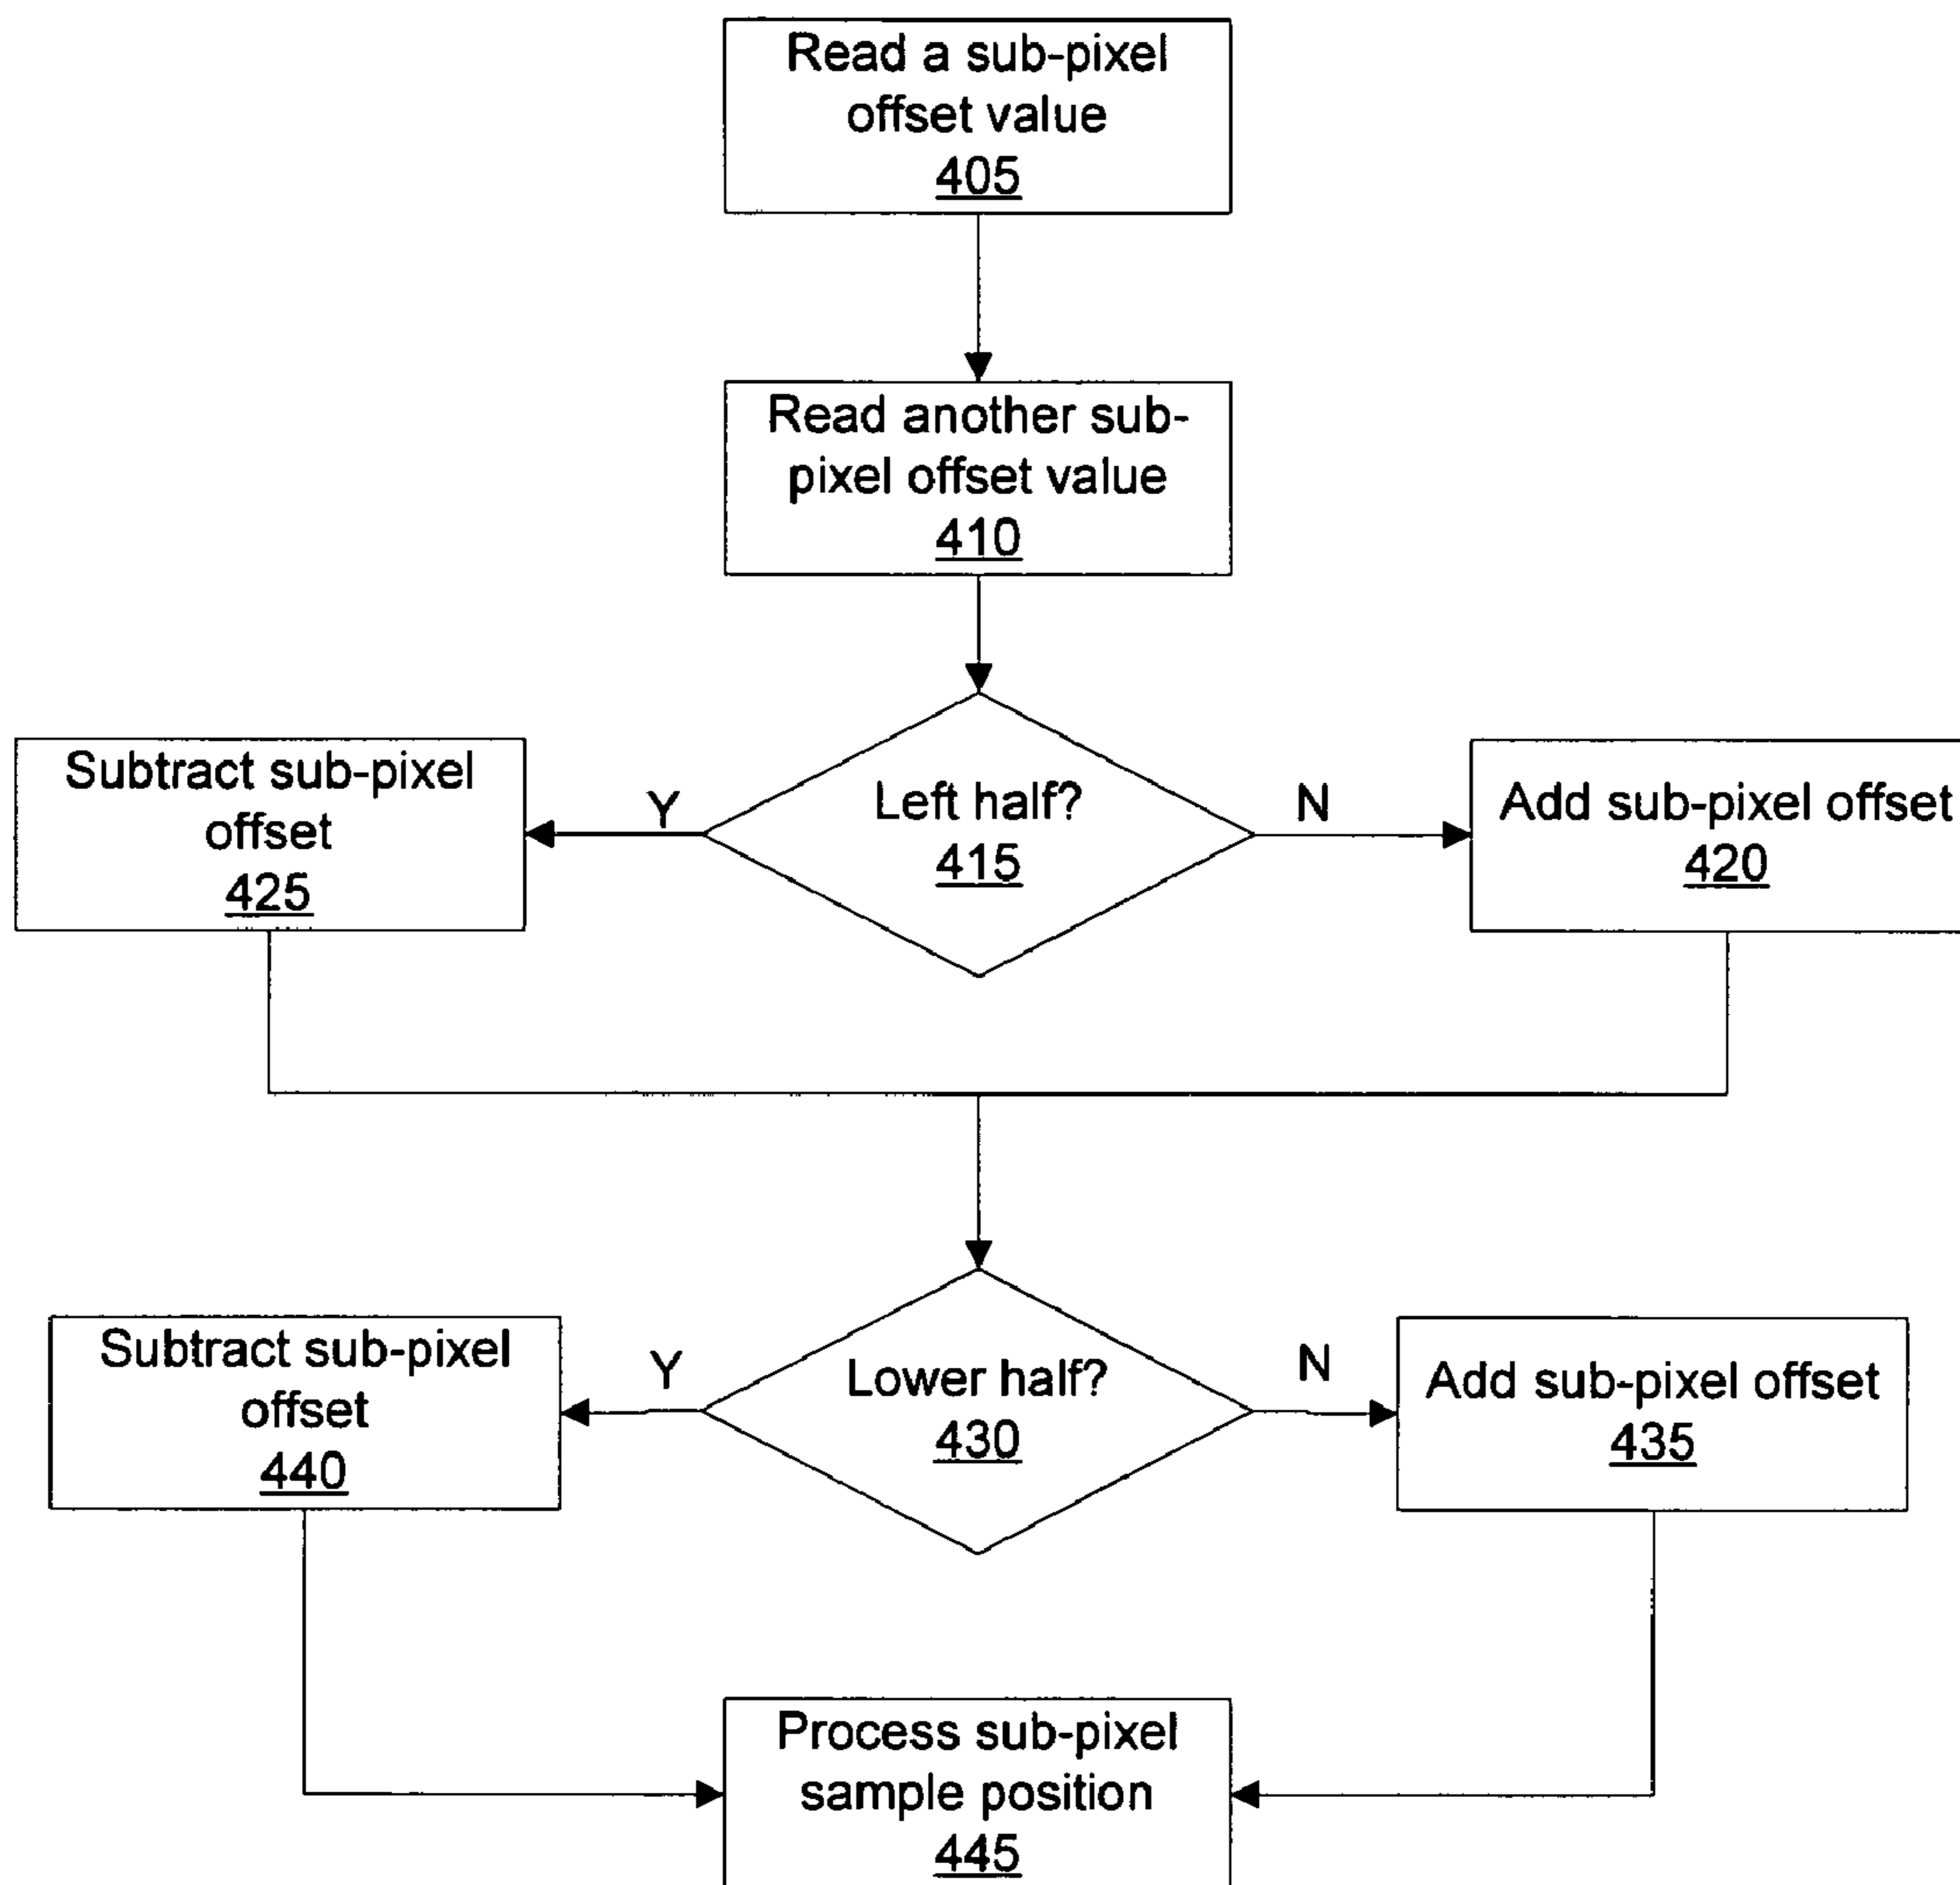 Read a sub-pixel
offset value
405
Read another sub-
pixel offset value
410
Subtract sub-pixel
offset
425
Y
Left half?
415
N
Add sub-pixel offset
420
Subtract sub-pixel
offset
440
Y
Lower half?
430
N
Add sub-pixel offset
435
Process sub-pixel
sample position
445